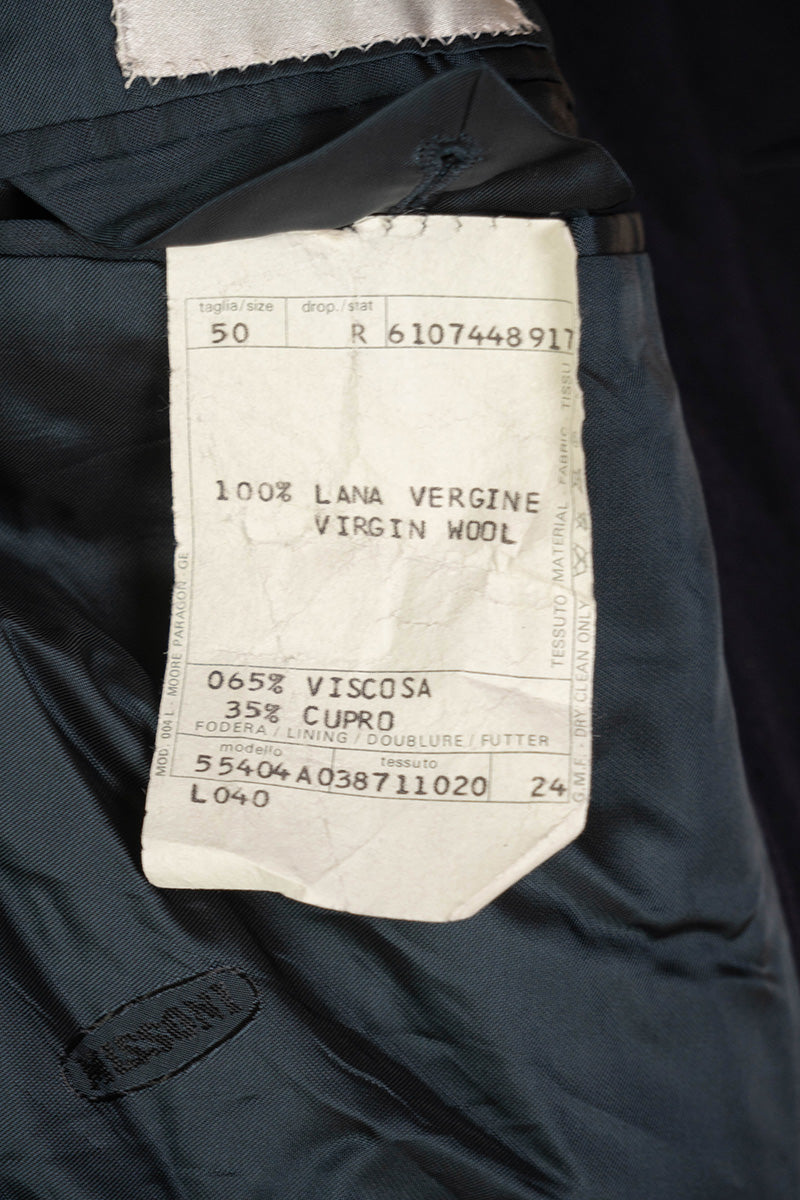 taglia/size drop./stat
50 R 6107448917
100% LANA VERGINE
VIRGIN WOOL
TESSUTO MATERIAL FABRIC TISSU
G.M.F. - DRY CLEAN ONLY
MOD. 004 L - MOORE PARAGON - GE
065% VISCOSA
35% CUPRO
FODERA / LINING / DOUBLURE / FUTTER
modello tessuto
55404A038711020 24
L040
MISSONI